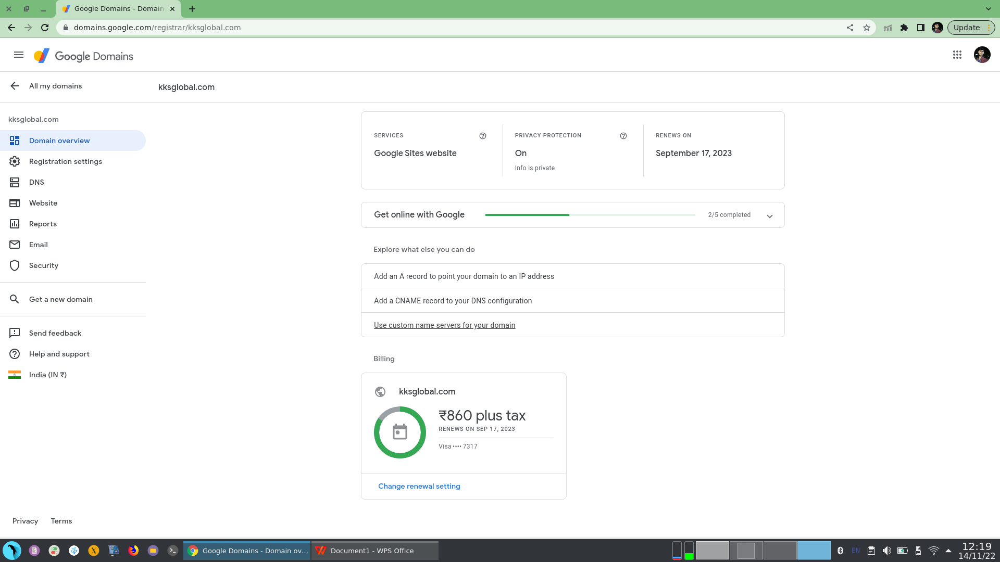 Google Domains - Domain
domains.google.com/registrar/kksglobal.com
Update
Google Domains
All my domains
kksglobal.com
kksglobal.com
Domain overview
Registration settings
DNS
Website
Reports
Email
Security
Get a new domain
Send feedback
Help and support
India (IN ₹)
Privacy Terms
SERVICES
Google Sites website
PRIVACY PROTECTION
On
Info is private
RENEWS ON
September 17, 2023
Get online with Google
2/5 completed
Explore what else you can do
Add an A record to point your domain to an IP address
Add a CNAME record to your DNS configuration
Use custom name servers for your domain
Billing
kksglobal.com
₹860 plus tax
RENEWS ON SEP 17, 2023
Visa •••• 7317
Change renewal setting
Google Domains - Domain ov...
Document1 - WPS Office
EN
12:19
14/11/22